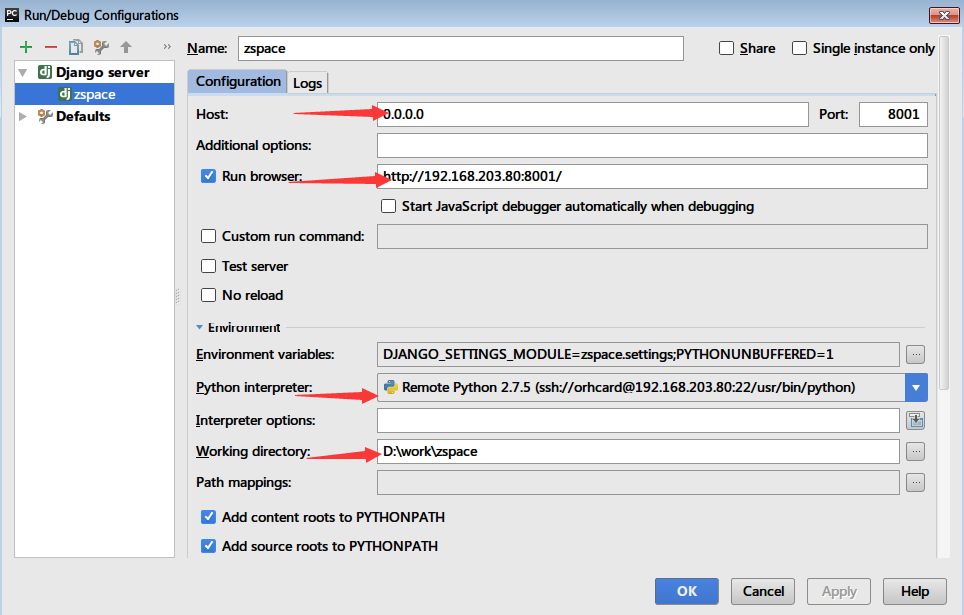 PC Run/Debug Configurations
Name: zspace Share Single instance only
dj Django server
dj zspace
Defaults
Configuration Logs
Host: 0.0.0.0 Port: 8001
Additional options:
Run browser: http://192.168.203.80:8001/
Start JavaScript debugger automatically when debugging
Custom run command:
Test server
No reload
Environment
Environment variables: DJANGO_SETTINGS_MODULE=zspace.settings;PYTHONUNBUFFERED=1
Python interpreter: Remote Python 2.7.5 (ssh://orhcard@192.168.203.80:22/usr/bin/python)
Interpreter options:
Working directory: D:\work\zspace
Path mappings:
Add content roots to PYTHONPATH
Add source roots to PYTHONPATH
OK Cancel Apply Help